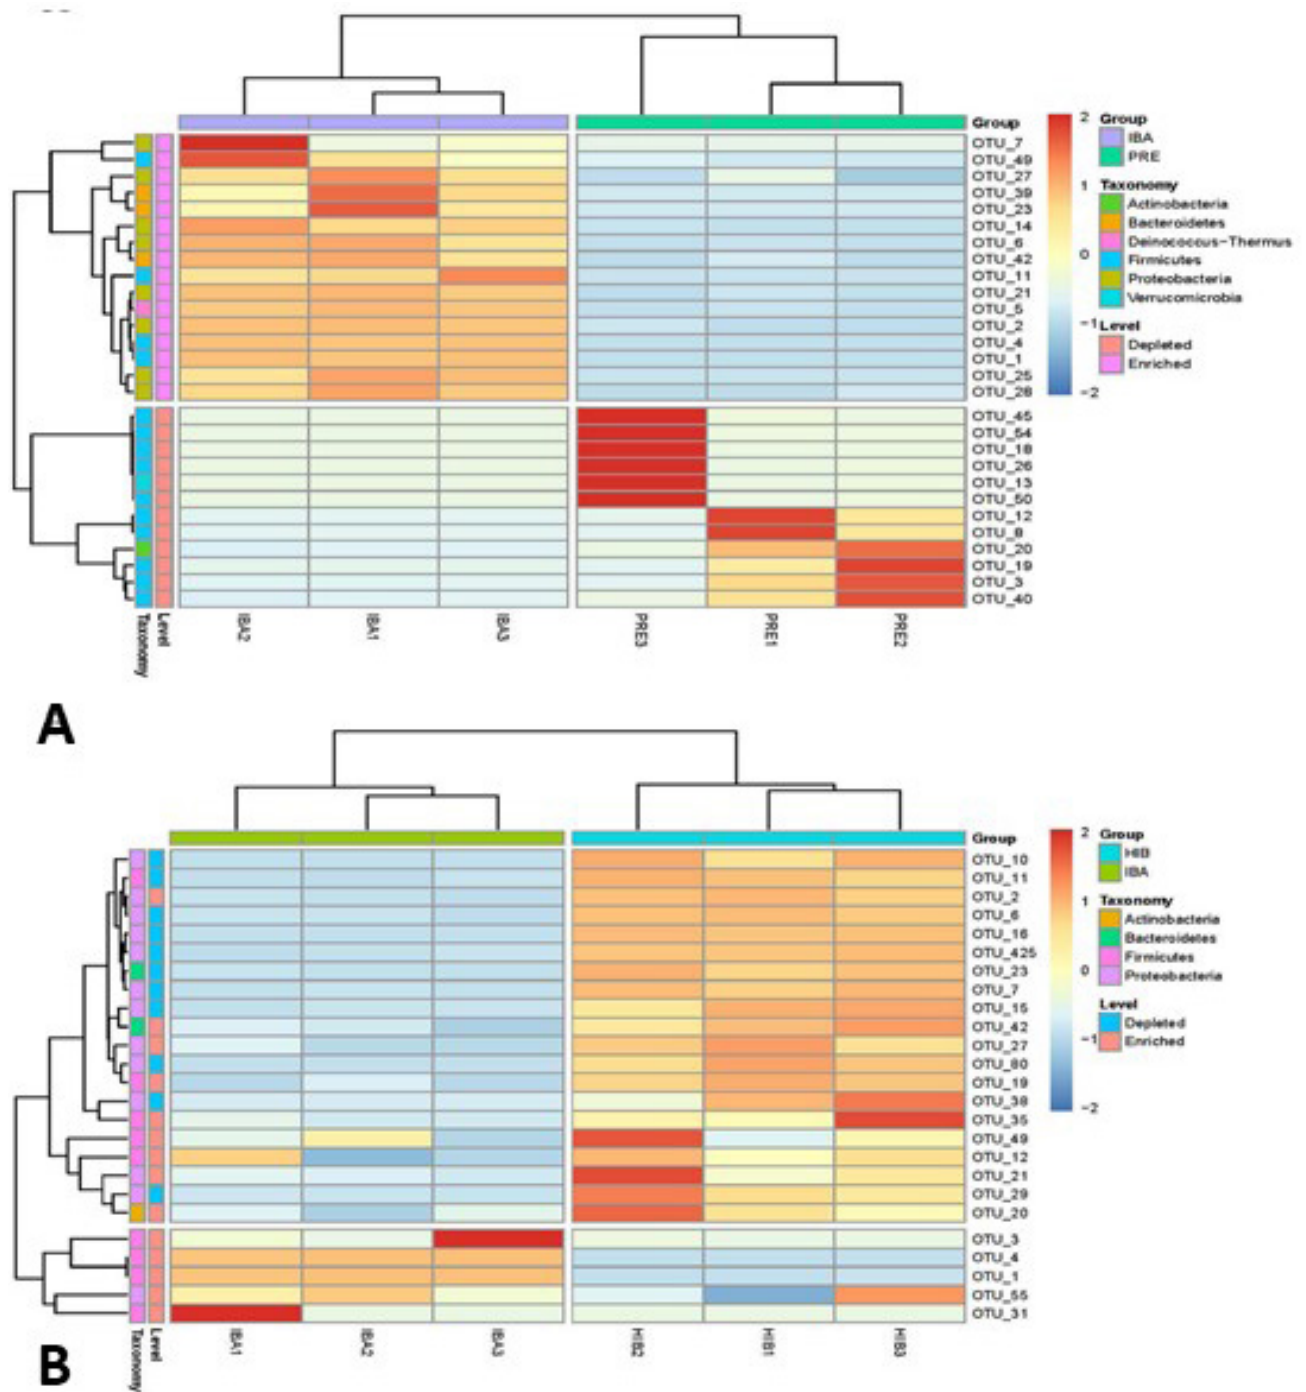 Group
OTU_7
OTU_49
OTU_27
OTU_39
OTU_23
OTU_14
OTU_6
OTU_42
OTU_11
OTU_21
OTU_5
OTU_2
OTU_4
OTU_1
OTU_25
OTU_28
OTU_45
OTU_54
OTU_18
OTU_26
OTU_13
OTU_50
OTU_12
OTU_8
OTU_20
OTU_19
OTU_3
OTU_40
2
1
0
−1
−2
Group
IBA
PRE
Taxonomy
Actinobacteria
Bacteroidetes
Deinococcus−Thermus
Firmicutes
Proteobacteria
Verrucomicrobia
Level
Depleted
Enriched
Taxonomy
Level
IBA2
IBA1
IBA3
PRE3
PRE1
PRE2
A
Group
OTU_10
OTU_11
OTU_2
OTU_6
OTU_16
OTU_425
OTU_23
OTU_7
OTU_15
OTU_42
OTU_27
OTU_80
OTU_19
OTU_38
OTU_35
OTU_49
OTU_12
OTU_21
OTU_29
OTU_20
OTU_3
OTU_4
OTU_1
OTU_55
OTU_31
2
1
0
−1
−2
Group
HIB
IBA
Taxonomy
Actinobacteria
Bacteroidetes
Firmicutes
Proteobacteria
Level
Depleted
Enriched
Taxonomy
Level
IBA1
IBA2
IBA3
HIB2
HIB1
HIB3
B